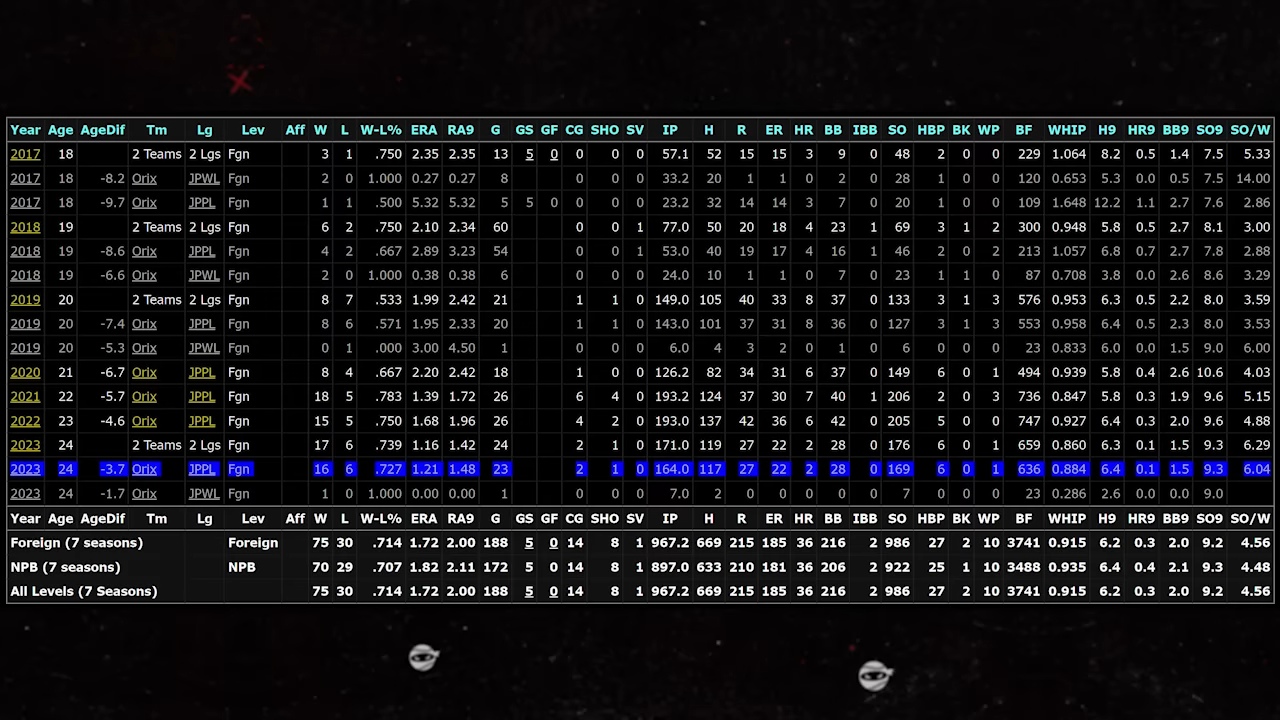 Year Age AgeDif Tm Lg Lev Aff W L W-L% ERA RA9 G GS GF CG SHO SV IP H R ER HR BB IBB SO HBP BK WP BF WHIP H9 HR9 BB9 SO9 SO/W
2017 18 2 Teams 2 Lgs Fgn 3 1 .750 2.35 2.35 13 5 0 0 0 0 57.1 52 15 15 3 9 0 48 2 0 0 229 1.064 8.2 0.5 1.4 7.5 5.33
2017 18 -8.2 Orix JPWL Fgn 2 0 1.000 0.27 0.27 8 0 0 0 33.2 20 1 1 0 2 0 28 1 0 0 120 0.653 5.3 0.0 0.5 7.5 14.00
2017 18 -9.7 Orix JPPL Fgn 1 1 .500 5.32 5.32 5 5 0 0 0 0 23.2 32 14 14 3 7 0 20 1 0 0 109 1.648 12.2 1.1 2.7 7.6 2.86
2018 19 2 Teams 2 Lgs Fgn 6 2 .750 2.10 2.34 60 0 0 1 77.0 50 20 18 4 23 1 69 3 1 2 300 0.948 5.8 0.5 2.7 8.1 3.00
2018 19 -8.6 Orix JPPL Fgn 4 2 .667 2.89 3.23 54 0 0 1 53.0 40 19 17 4 16 1 46 2 0 2 213 1.057 6.8 0.7 2.7 7.8 2.88
2018 19 -6.6 Orix JPWL Fgn 2 0 1.000 0.38 0.38 6 0 0 0 24.0 10 1 1 0 7 0 23 1 1 0 87 0.708 3.8 0.0 2.6 8.6 3.29
2019 20 2 Teams 2 Lgs Fgn 8 7 .533 1.99 2.42 21 1 1 0 149.0 105 40 33 8 37 0 133 3 1 3 576 0.953 6.3 0.5 2.2 8.0 3.59
2019 20 -7.4 Orix JPPL Fgn 8 6 .571 1.95 2.33 20 1 1 0 143.0 101 37 31 8 36 0 127 3 1 3 553 0.958 6.4 0.5 2.3 8.0 3.53
2019 20 -5.3 Orix JPWL Fgn 0 1 .000 3.00 4.50 1 0 0 0 6.0 4 3 2 0 1 0 6 0 0 0 23 0.833 6.0 0.0 1.5 9.0 6.00
2020 21 -6.7 Orix JPPL Fgn 8 4 .667 2.20 2.42 18 1 0 0 126.2 82 34 31 6 37 0 149 4 0 1 494 0.939 5.8 0.4 2.6 10.6 4.03
2021 22 -5.7 Orix JPPL Fgn 18 5 .783 1.39 1.72 26 6 4 0 193.2 124 37 30 7 40 1 206 2 0 3 736 0.847 5.8 0.3 1.9 9.6 5.15
2022 23 -4.6 Orix JPPL Fgn 15 5 .750 1.68 1.96 26 4 2 0 193.0 137 42 36 6 42 0 205 5 0 0 747 0.927 6.4 0.3 2.0 9.6 4.88
2023 24 2 Teams 2 Lgs Fgn 17 6 .739 1.16 1.42 24 2 1 0 171.0 119 27 22 2 28 0 176 6 0 1 659 0.860 6.3 0.1 1.5 9.3 6.29
2023 24 -3.7 Orix JPPL Fgn 16 6 .727 1.21 1.48 23 2 1 0 164.0 117 27 22 2 28 0 169 6 0 1 636 0.884 6.4 0.1 1.5 9.3 6.04
2023 24 -1.7 Orix JPWL Fgn 1 0 1.000 0.00 0.00 1 0 0 0 7.0 2 0 0 0 0 0 7 0 0 0 23 0.286 2.6 0.0 0.0 9.0
Year Age AgeDif Tm Lg Lev Aff W L W-L% ERA RA9 G GS GF CG SHO SV IP H R ER HR BB IBB SO HBP BK WP BF WHIP H9 HR9 BB9 SO9 SO/W
Foreign (7 seasons) Foreign 75 30 .714 1.72 2.00 188 5 0 14 8 1 967.2 669 215 185 36 216 2 986 27 2 10 3741 0.915 6.2 0.3 2.0 9.2 4.56
NPB (7 seasons) NPB 70 29 .707 1.82 2.11 172 5 0 14 8 1 897.0 633 210 181 36 206 2 922 25 1 10 3488 0.935 6.4 0.4 2.1 9.3 4.48
All Levels (7 Seasons) 75 30 .714 1.72 2.00 188 5 0 14 8 1 967.2 669 215 185 36 216 2 986 27 2 10 3741 0.915 6.2 0.3 2.0 9.2 4.56